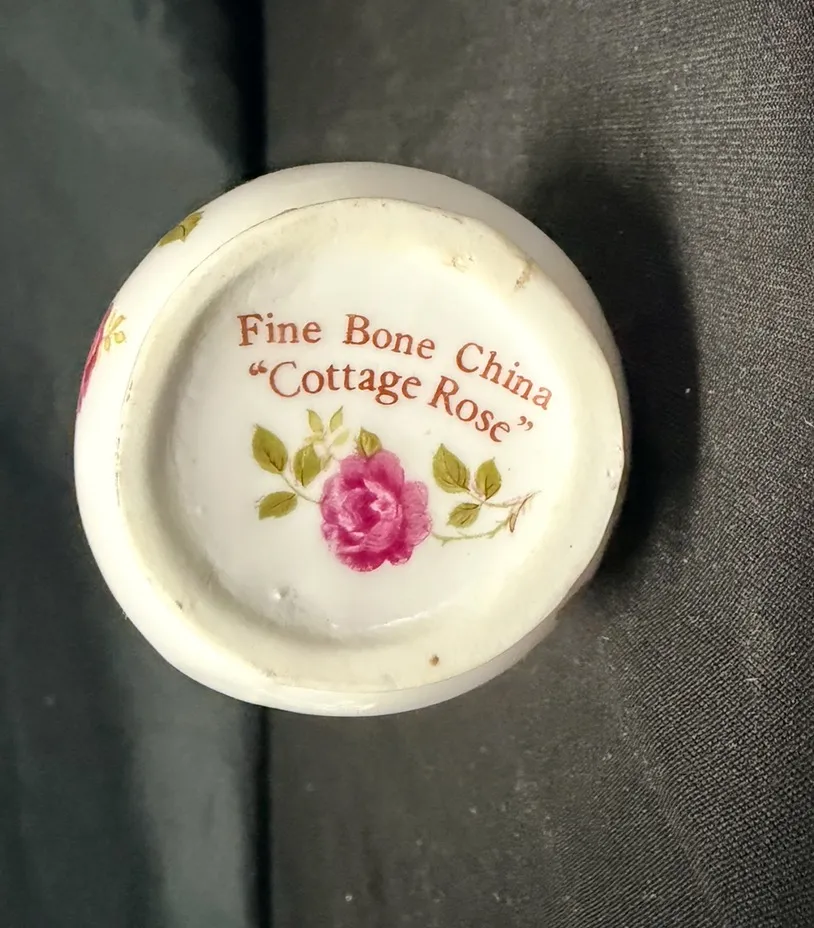 Fine Bone China
“Cottage Rose”